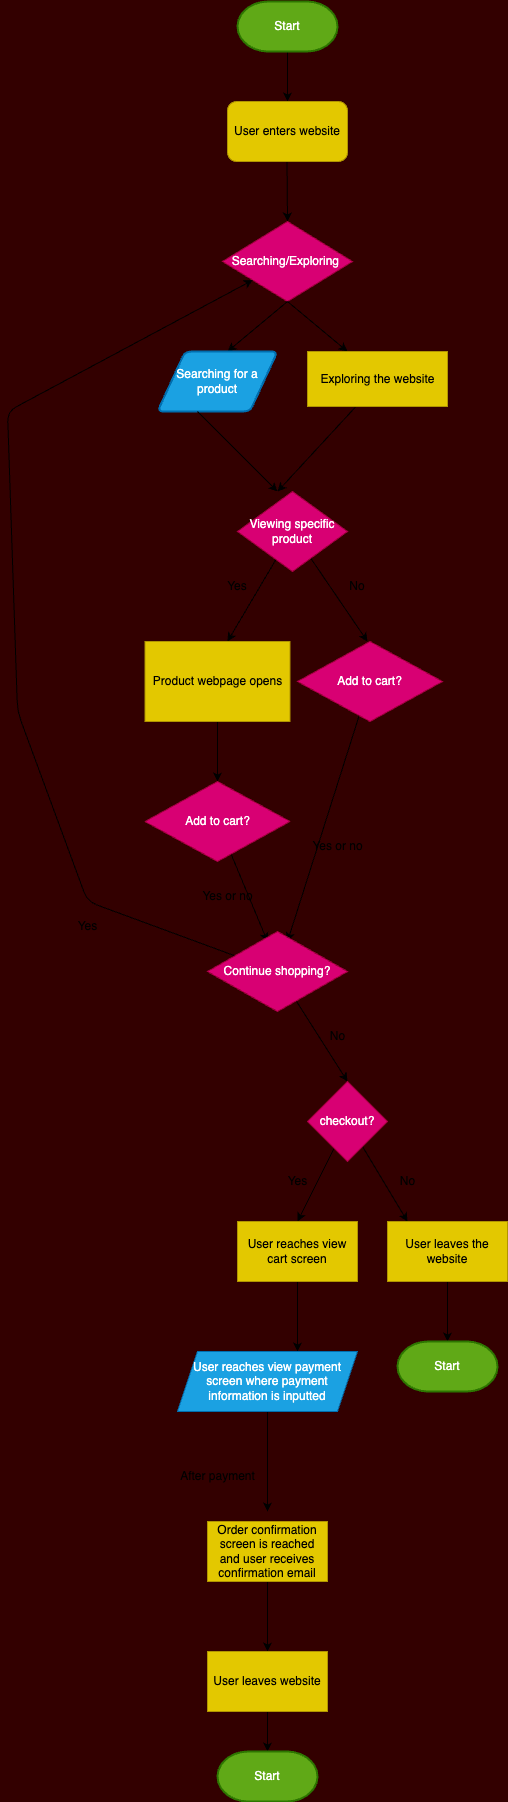 Start
User enters website
Searching/Exploring
Searching for a
product
Exploring the website
Viewing specific
product
Yes
No
Product webpage opens
Add to cart?
Add to cart?
Yes or no
Yes or no
Yes
Continue shopping?
No
checkout?
Yes
No
User reaches view
cart screen
User leaves the
website
Start
User reaches view payment
screen where payment
information is inputted
After payment
Order confirmation
screen is reached
and user receives
confirmation email
User leaves website
Start